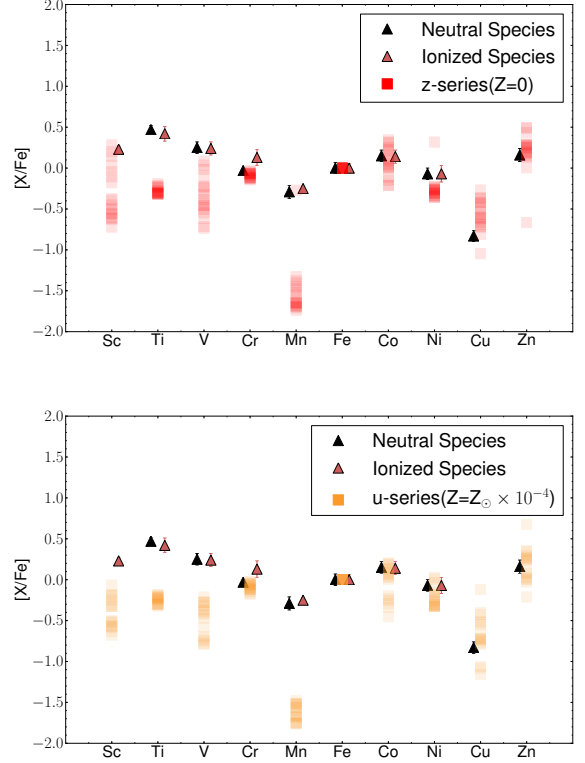 2.0
1.5
1.0
0.5
0.0
−0.5
−1.0
−1.5
−2.0
[X/Fe]
Neutral Species
Ionized Species
z-series(Z=0)
Sc Ti V Cr Mn Fe Co Ni Cu Zn
2.0
1.5
1.0
0.5
0.0
−0.5
−1.0
−1.5
−2.0
[X/Fe]
Neutral Species
Ionized Species
u-series(Z=Z⊙ × 10⁻⁴)
Sc Ti V Cr Mn Fe Co Ni Cu Zn